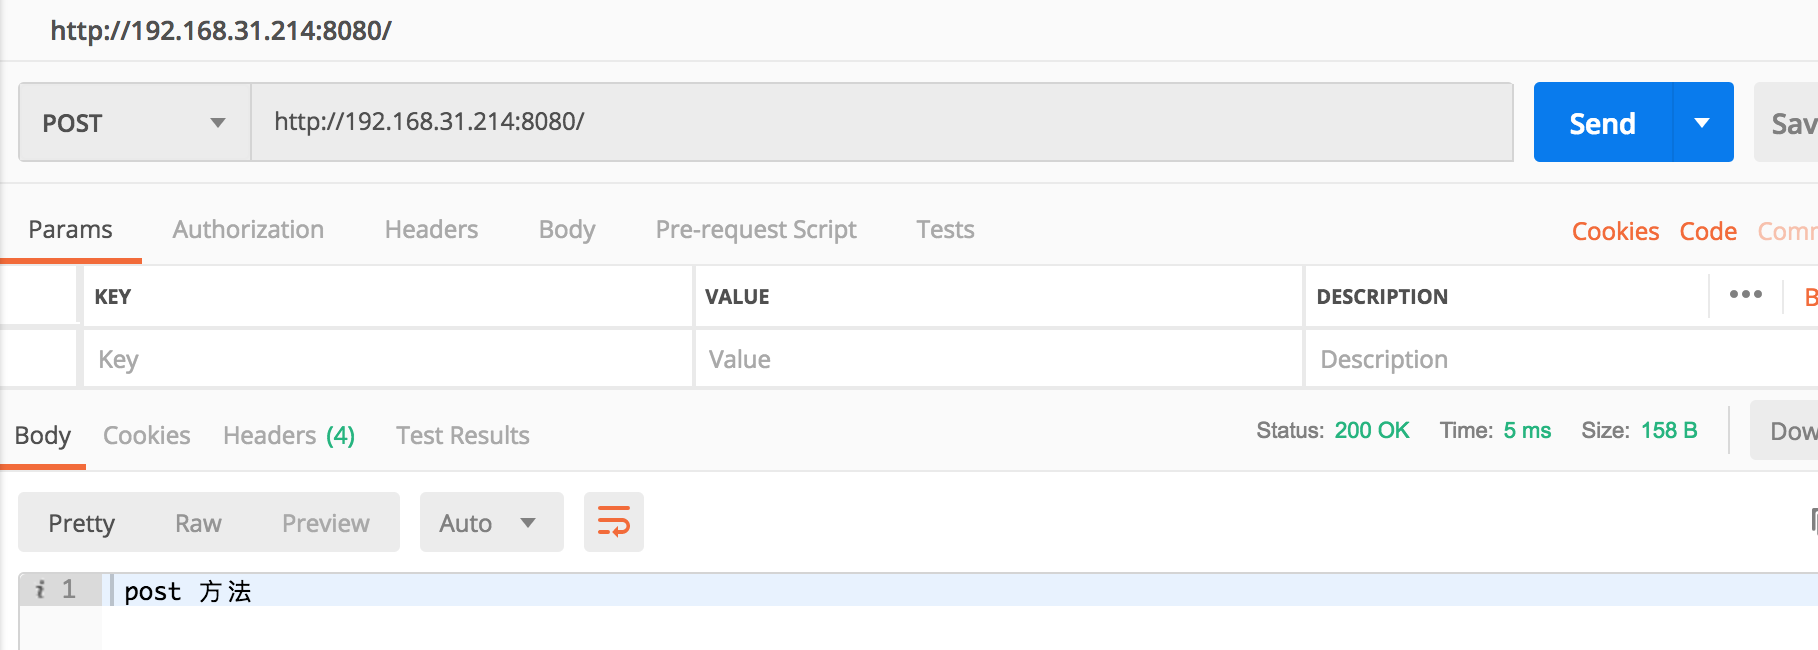 http://192.168.31.214:8080/
POST http://192.168.31.214:8080/ Send Sav
Params Authorization Headers Body Pre-request Script Tests Cookies Code Comm
KEY VALUE DESCRIPTION ••• B
Key Value Description
Body Cookies Headers (4) Test Results Status: 200 OK Time: 5 ms Size: 158 B Dow
Pretty Raw Preview Auto
i 1 post 方法